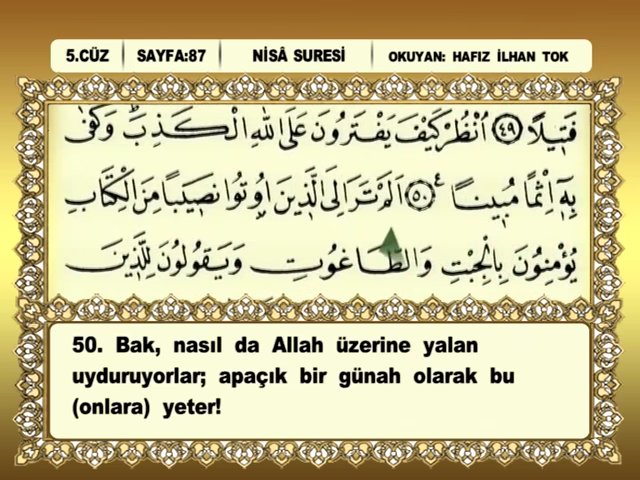 5.CÜZ SAYFA:87 NİSÂ SURESİ OKUYAN: HAFIZ İLHAN TOK
فَتٖيلًا ﴿٤٩﴾ اُنْظُرْ كَيْفَ يَفْتَرُونَ عَلَى اللّٰهِ الْكَذِبَۜ وَكَفٰى
بِهٖٓ اِثْمًا مُبٖينًا ﴿٥٠﴾ ع اَلَمْ تَرَ اِلَى الَّذٖينَ اُو۫تُوا نَصٖيبًا مِنَ الْكِتَابِ
يُؤْمِنُونَ بِالْجِبْتِ وَالطَّاغُوتِ وَيَقُولُونَ لِلَّذٖينَ
50. Bak, nasıl da Allah üzerine yalan
uyduruyorlar; apaçık bir günah olarak bu
(onlara) yeter!